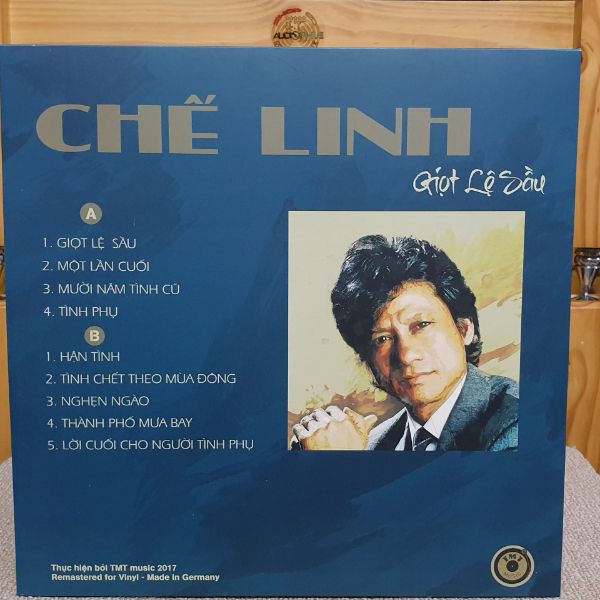 AUDIOPHILE
CHẾ LINH
Giọt Lệ Sầu
A
1. GIỌT LỆ SẦU
2. MỘT LẦN CUỐI
3. MƯỜI NĂM TÌNH CŨ
4. TÌNH PHỤ
B
1. HẬN TÌNH
2. TÌNH CHẾT THEO MÙA ĐÔNG
3. NGHẸN NGÀO
4. THÀNH PHỐ MƯA BAY
5. LỜI CUỐI CHO NGƯỜI TÌNH PHỤ
Thực hiện bởi TMT music 2017
Remastered for Vinyl - Made in Germany
TMT